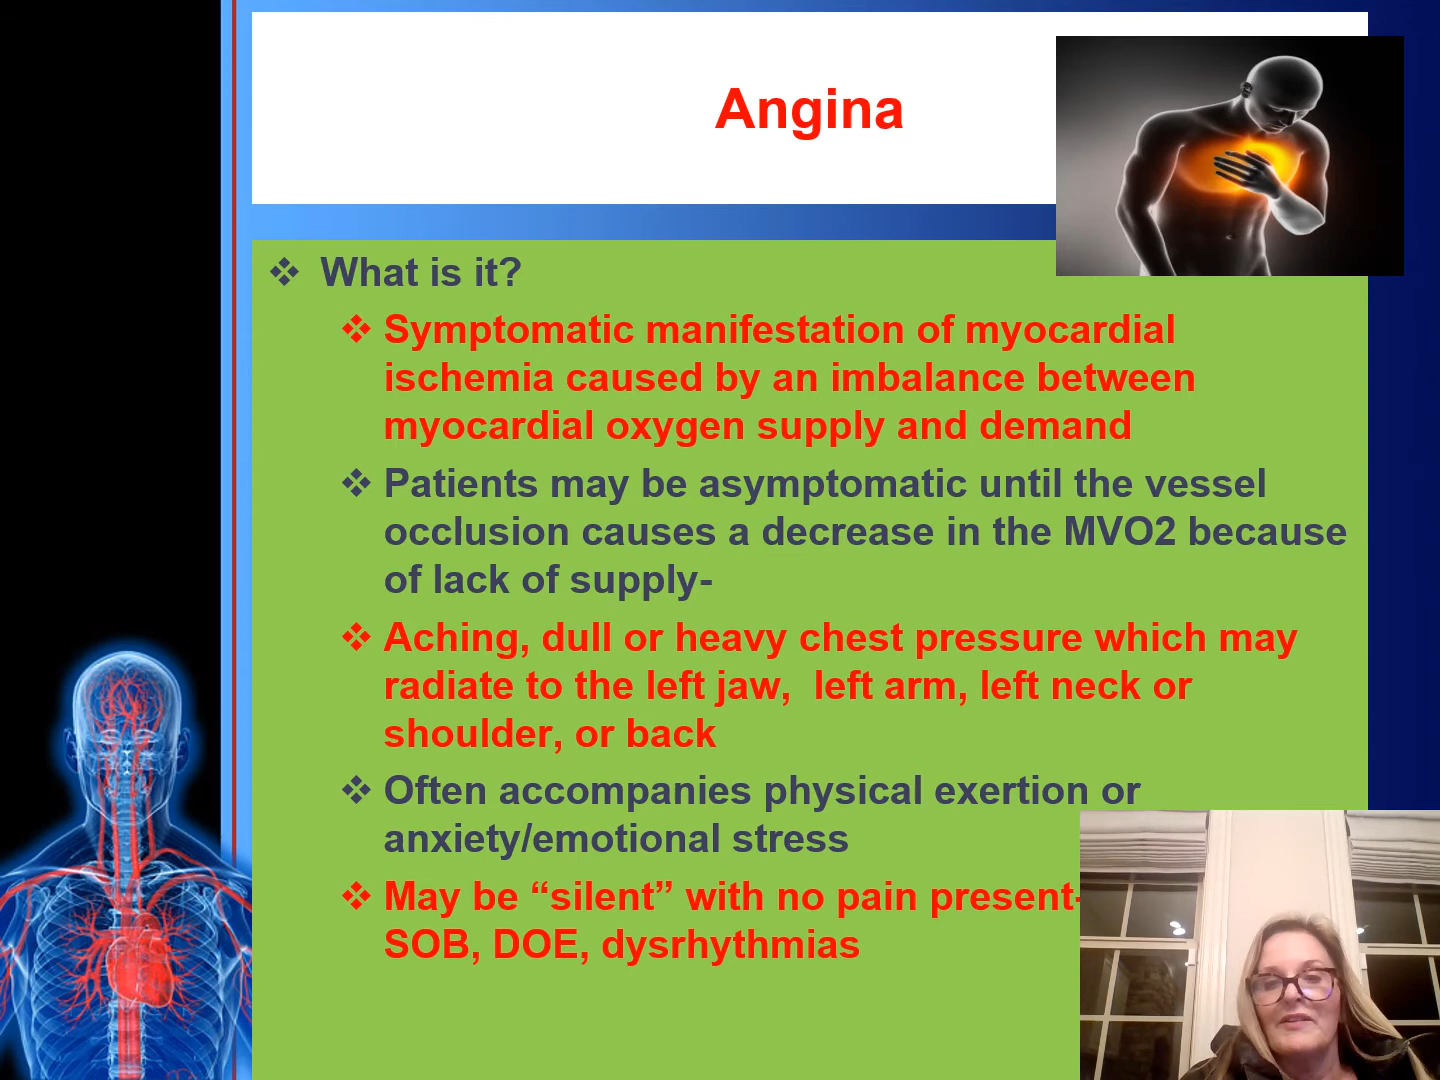 Angina
What is it?
Symptomatic manifestation of myocardial
ischemia caused by an imbalance between
myocardial oxygen supply and demand
Patients may be asymptomatic until the vessel
occlusion causes a decrease in the MVO2 because
of lack of supply-
Aching, dull or heavy chest pressure which may
radiate to the left jaw,  left arm, left neck or
shoulder, or back
Often accompanies physical exertion or
anxiety/emotional stress
May be “silent” with no pain present-
SOB, DOE, dysrhythmias